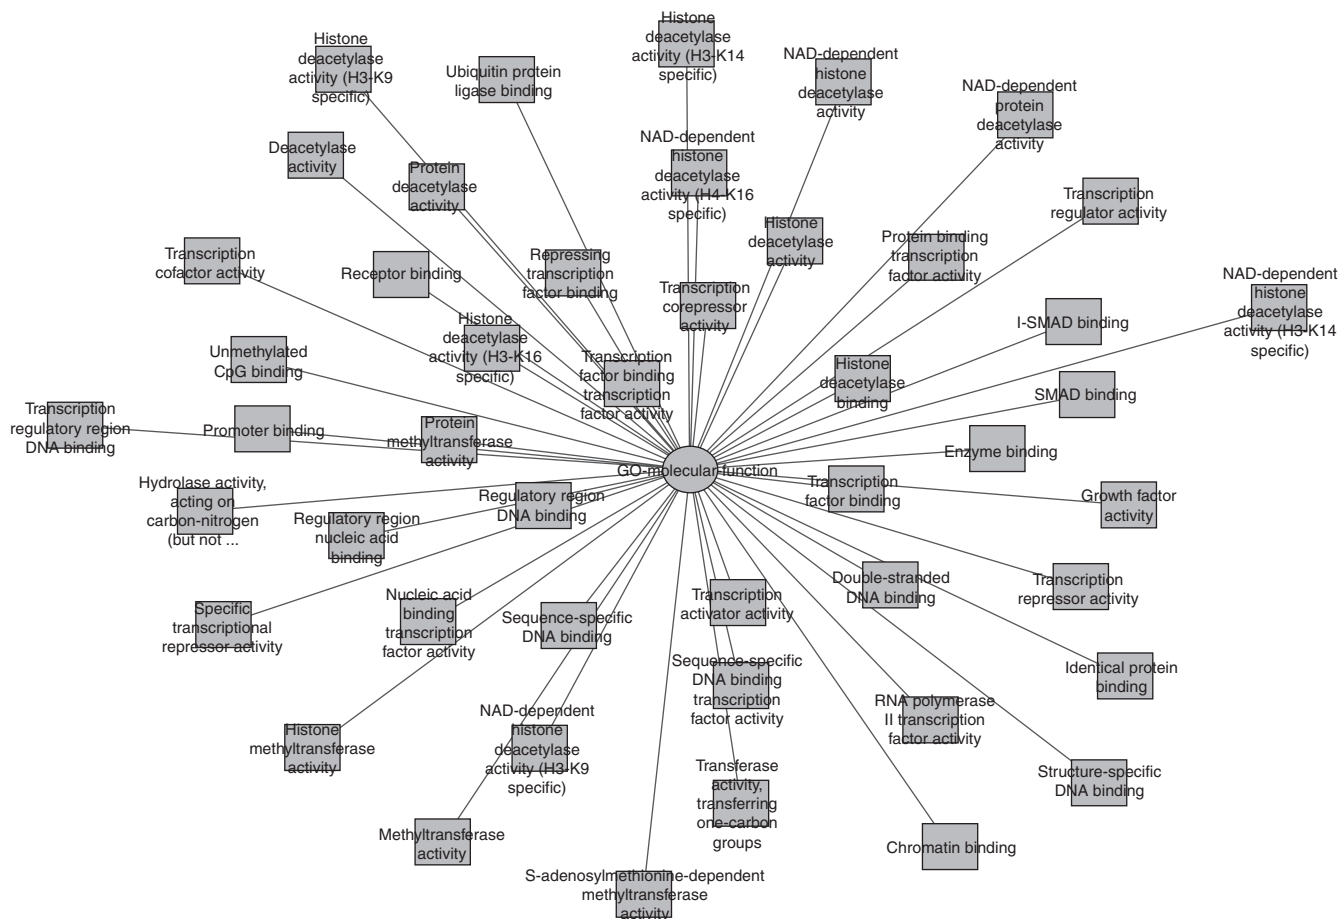 Histone
deacetylase
activity (H3-K14
specific)
Histone
deacetylase
activity (H3-K9
specific)
Ubiquitin protein
ligase binding
NAD-dependent
histone
deacetylase
activity
NAD-dependent
protein
deacetylase
activity
Deacetylase
activity
Protein
deacetylase
activity
NAD-dependent
histone
deacetylase
activity (H4-K16
specific)
Transcription
regulator activity
Histone
deacetylase
activity
Protein binding
transcription
factor activity
Transcription
cofactor activity
Receptor binding
Repressing
transcription
factor binding
Transcription
corepressor
activity
NAD-dependent
histone
deacetylase
activity (H3-K14
specific)
I-SMAD binding
Histone
deacetylase
activity (H3-K16
specific)
Unmethylated
CpG binding
Transcription
factor binding
transcription
factor activity
Histone
deacetylase
binding
SMAD binding
Transcription
regulatory region
DNA binding
Promoter binding
Protein
methyltransferase
activity
Enzyme binding
GO-molecular-function
Hydrolase activity,
acting on
carbon-nitrogen
(but not ...
Regulatory region
nucleic acid
binding
Regulatory region
DNA binding
Transcription
factor binding
Growth factor
activity
Specific
transcriptional
repressor activity
Nucleic acid
binding
transcription
factor activity
Sequence-specific
DNA binding
Transcription
activator activity
Double-stranded
DNA binding
Transcription
repressor activity
Sequence-specific
DNA binding
transcription
factor activity
Identical protein
binding
RNA polymerase
II transcription
factor activity
Histone
methyltransferase
activity
NAD-dependent
histone
deacetylase
activity (H3-K9
specific)
Transferase
activity,
transferring
one-carbon
groups
Structure-specific
DNA binding
Methyltransferase
activity
Chromatin binding
S-adenosylmethionine-dependent
methyltransferase
activity